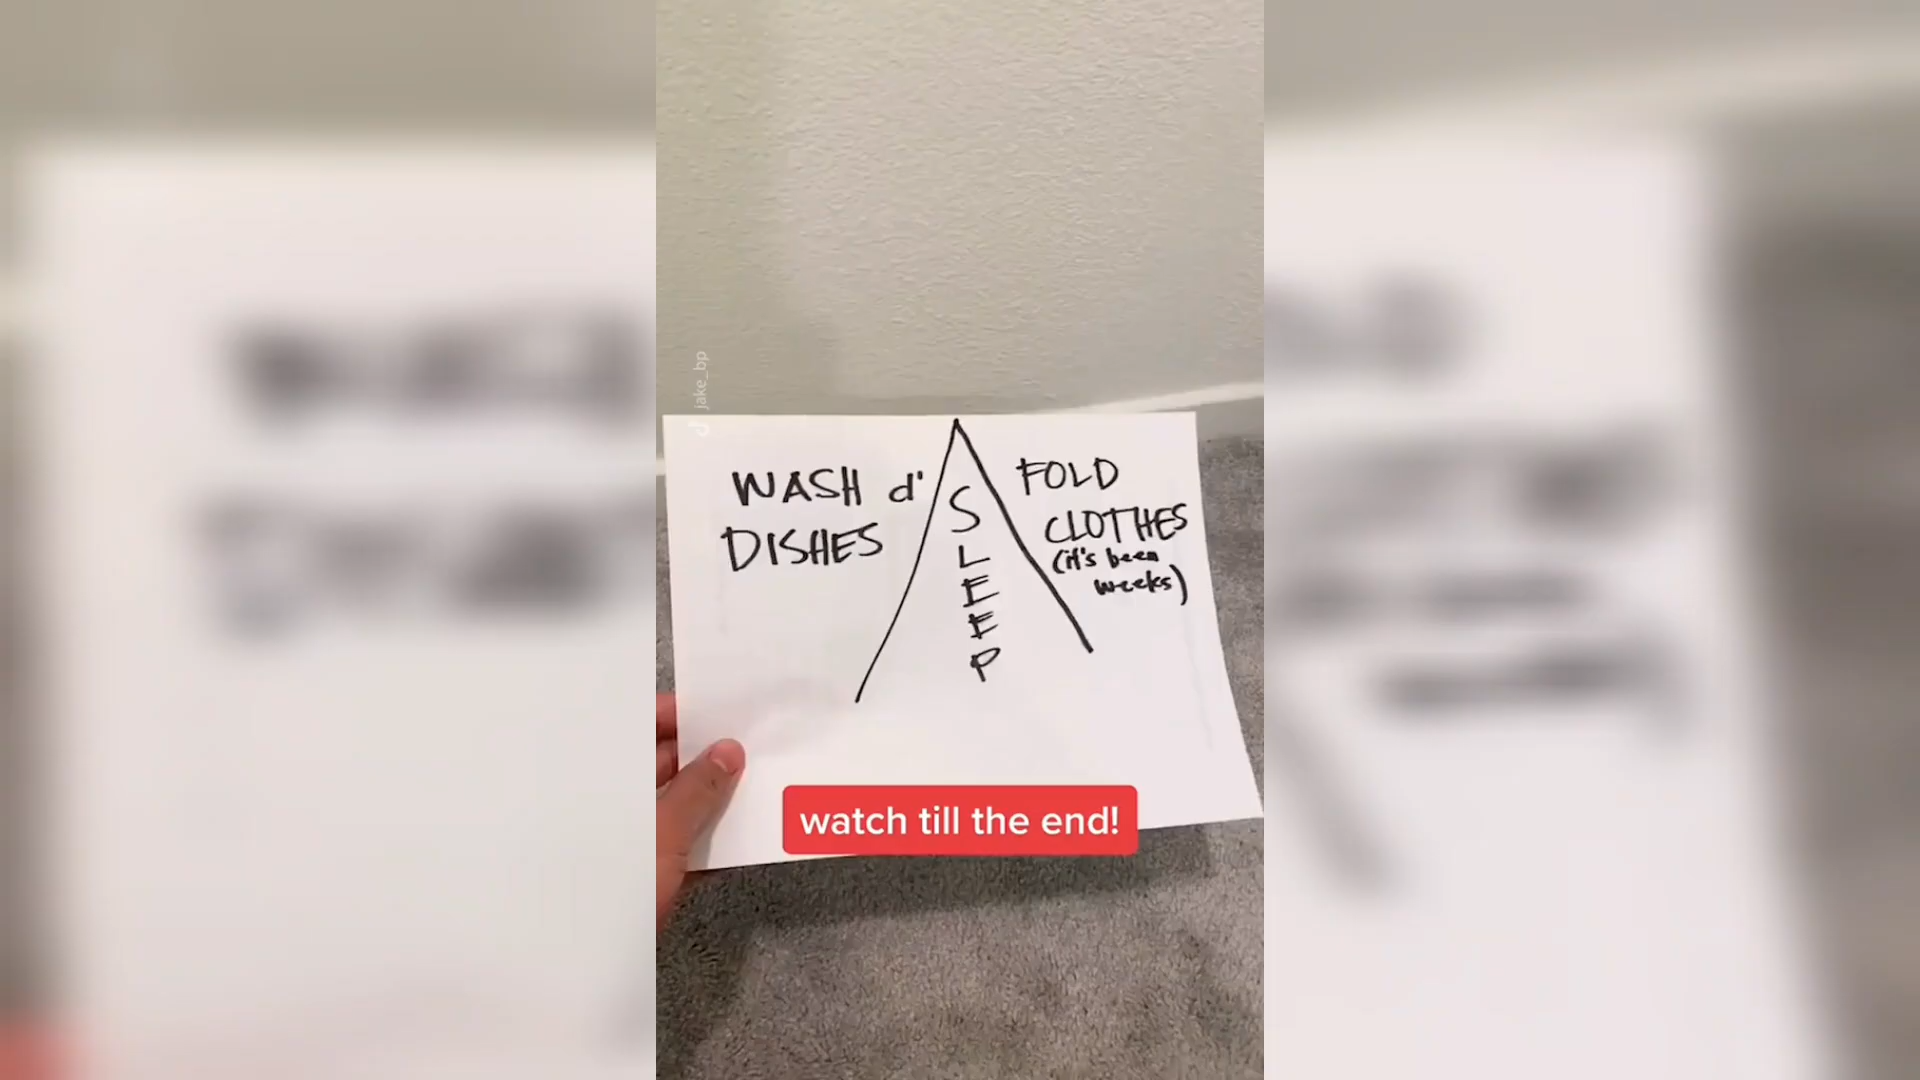 jake_bp
WASH d'
DISHES
S
L
E
E
P
FOLD
CLOTHES
(it's been
weeks)
watch till the end!